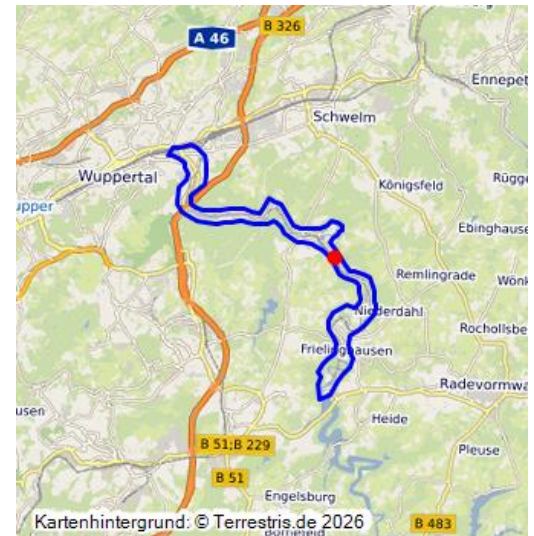 A 46
B 326
Ennepet
Schwelm
Wuppertal
Königsfeld
Rügge
upper
Ebinghause
Remlingrade
Wönk
Niederdahl
Rochollsbe
Frielinghausen
Radevormwa
usen
Heide
B 51;B 229
Pleuse
B 51
Engelsburg
B 483
Kartenhintergrund: © Terrestris.de 2026